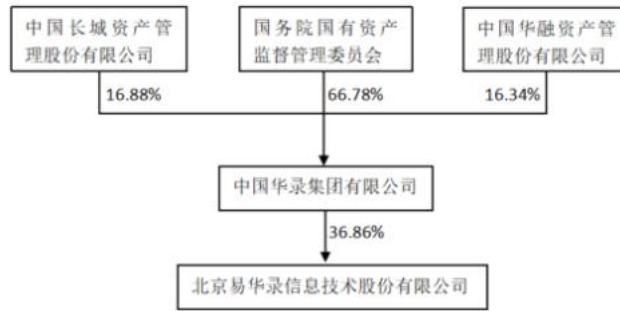 中国长城资产管
理股份有限公司
国务院国有资产
监督管理委员会
中国华融资产管
理股份有限公司
16.88%
66.78%
16.34%
中国华录集团有限公司
36.86%
北京易华录信息技术股份有限公司